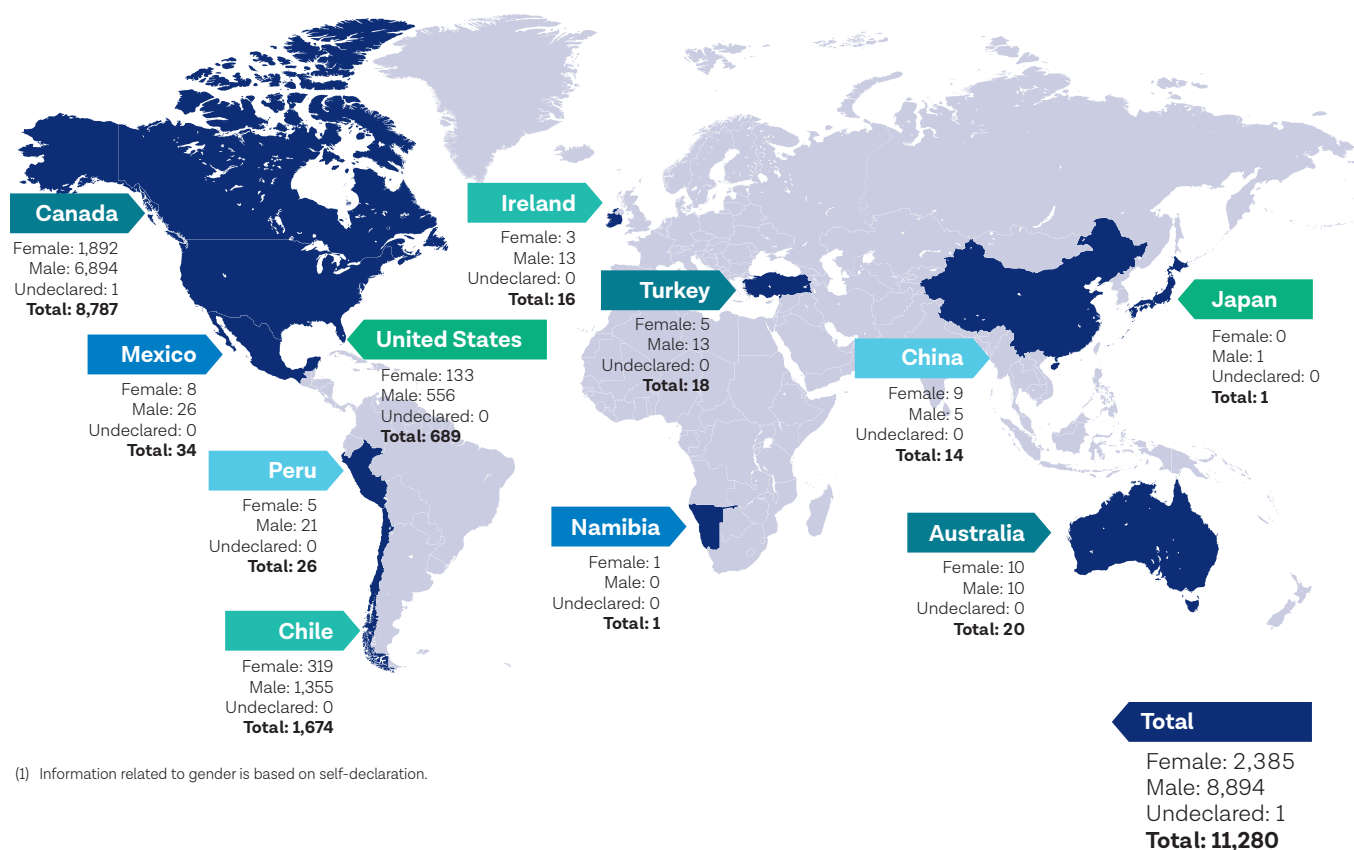 Canada
Female: 1,892
Male: 6,894
Undeclared: 1
Total: 8,787
Mexico
Female: 8
Male: 26
Undeclared: 0
Total: 34
United States
Female: 133
Male: 556
Undeclared: 0
Total: 689
Peru
Female: 5
Male: 21
Undeclared: 0
Total: 26
Chile
Female: 319
Male: 1,355
Undeclared: 0
Total: 1,674
Ireland
Female: 3
Male: 13
Undeclared: 0
Total: 16
Turkey
Female: 5
Male: 13
Undeclared: 0
Total: 18
Namibia
Female: 1
Male: 0
Undeclared: 0
Total: 1
China
Female: 9
Male: 5
Undeclared: 0
Total: 14
Japan
Female: 0
Male: 1
Undeclared: 0
Total: 1
Australia
Female: 10
Male: 10
Undeclared: 0
Total: 20
Total
Female: 2,385
Male: 8,894
Undeclared: 1
Total: 11,280
(1) Information related to gender is based on self-declaration.